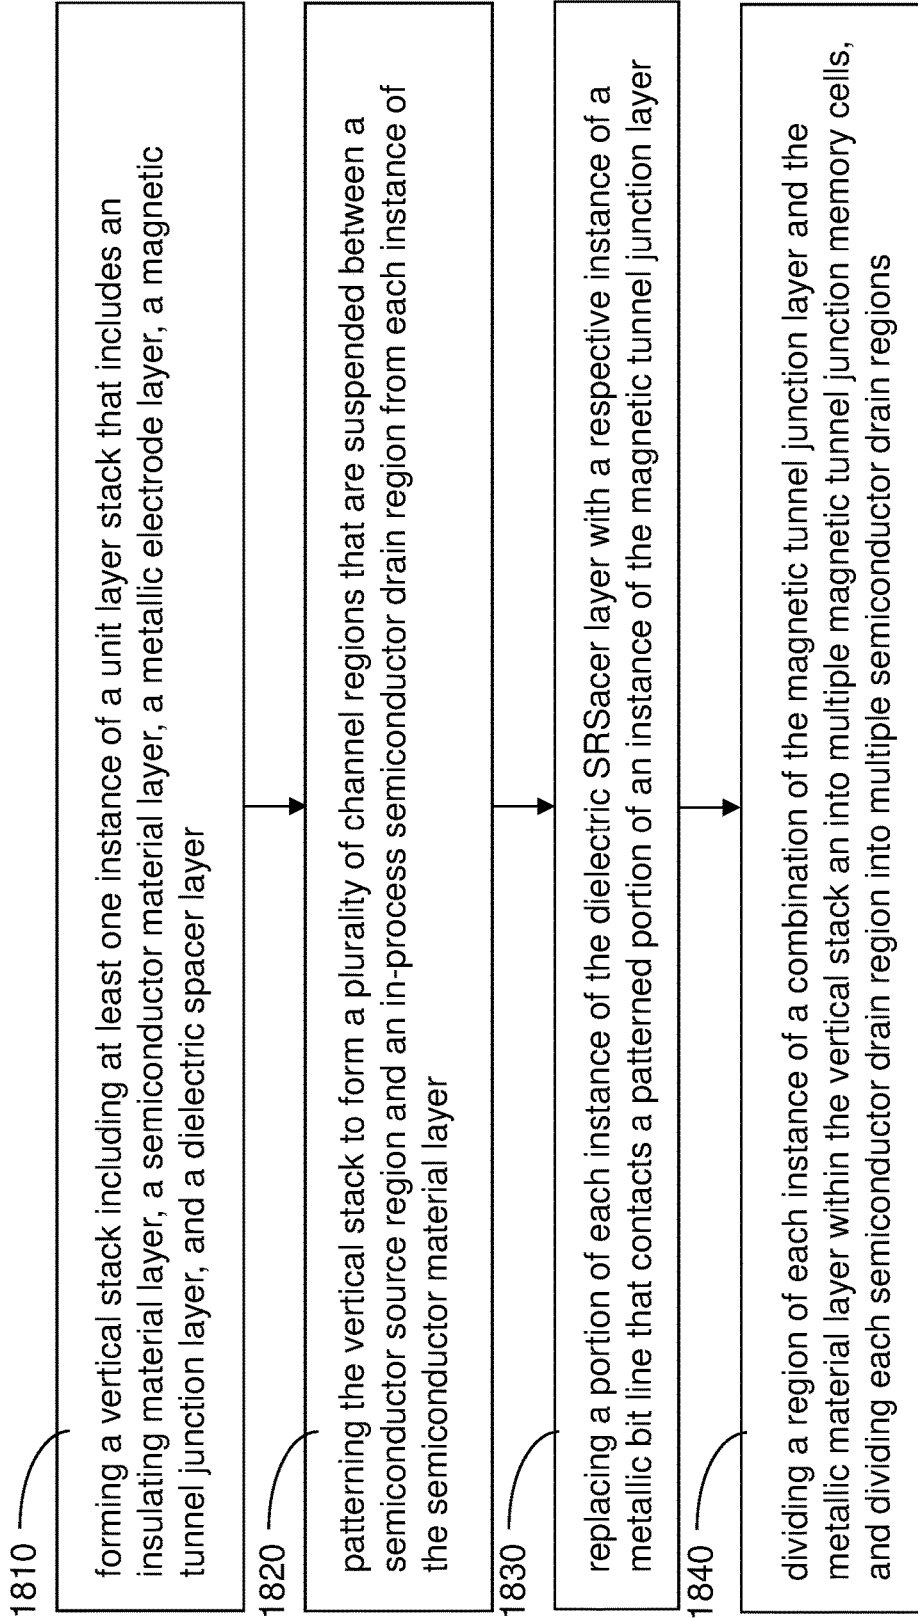 1810
forming a vertical stack including at least one instance of a unit layer stack that includes an
insulating material layer, a semiconductor material layer, a metallic electrode layer, a magnetic
tunnel junction layer, and a dielectric spacer layer
1820
patterning the vertical stack to form a plurality of channel regions that are suspended between a
semiconductor source region and an in-process semiconductor drain region from each instance of
the semiconductor material layer
1830
replacing a portion of each instance of the dielectric SRSacer layer with a respective instance of a
metallic bit line that contacts a patterned portion of an instance of the magnetic tunnel junction layer
1840
dividing a region of each instance of a combination of the magnetic tunnel junction layer and the
metallic material layer within the vertical stack an into multiple magnetic tunnel junction memory cells,
and dividing each semiconductor drain region into multiple semiconductor drain regions